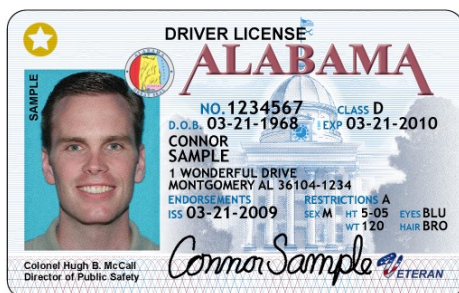 DRIVER LICENSE
ALABAMA
SAMPLE
NO. 1234567 CLASS D
D.O.B. 03-21-1968 EXP 03-21-2010
CONNOR
SAMPLE
1 WONDERFUL DRIVE
MONTGOMERY AL 36104-1234
ENDORSEMENTS RESTRICTIONS A
ISS 03-21-2009 SEX M HT 5-05 EYES BLU
WT 120 HAIR BRO
Connor Sample
VETERAN
Colonel Hugh B. McCall
Director of Public Safety